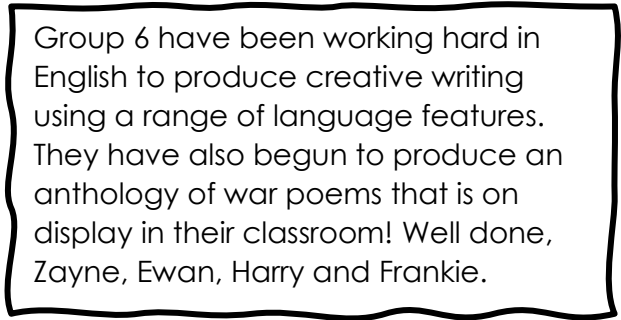 Group 6 have been working hard in
English to produce creative writing
using a range of language features.
They have also begun to produce an
anthology of war poems that is on
display in their classroom! Well done,
Zayne, Ewan, Harry and Frankie.